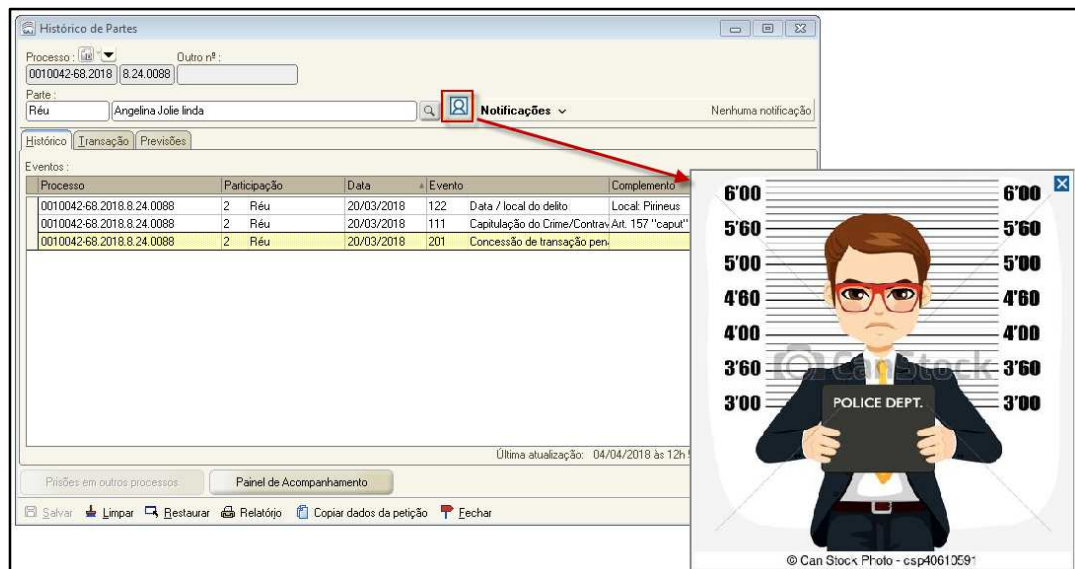 Histórico de Partes
Processo : Outro nº :
0010042-68.2018 8.24.0088
Parte :
Réu Angelina Jolie linda Notificações Nenhuma notificação
Histórico Transação Previsões
Eventos :
Processo Participação Data Evento Complemento
0010042-68.2018.8.24.0088 2 Réu 20/03/2018 122 Data / local do delito Local: Pirineus
0010042-68.2018.8.24.0088 2 Réu 20/03/2018 111 Capitulação do Crime/Contrav Art. 157 "caput"
0010042-68.2018.8.24.0088 2 Réu 20/03/2018 201 Concessão de transação pen
Última atualização: 04/04/2018 às 12h
Prisões em outros processos Painel de Acompanhamento
Salvar Limpar Restaurar Relatório Copiar dados da petição Fechar
6'00 6'00
5'60 5'60
5'00 5'00
4'60 4'60
4'00 4'00
CanStock
3'60 3'60
3'00 3'00
POLICE DEPT.
© Can Stock Photo - csp40610591